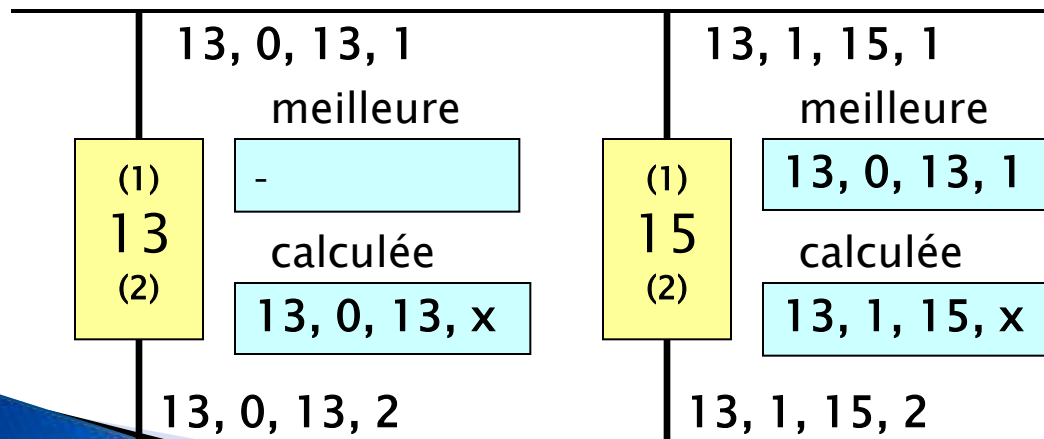 13, 0, 13, 1
meilleure
(1)
13
(2)
-
calculée
13, 0, 13, x
13, 0, 13, 2
13, 1, 15, 1
meilleure
(1)
15
(2)
13, 0, 13, 1
calculée
13, 1, 15, x
13, 1, 15, 2